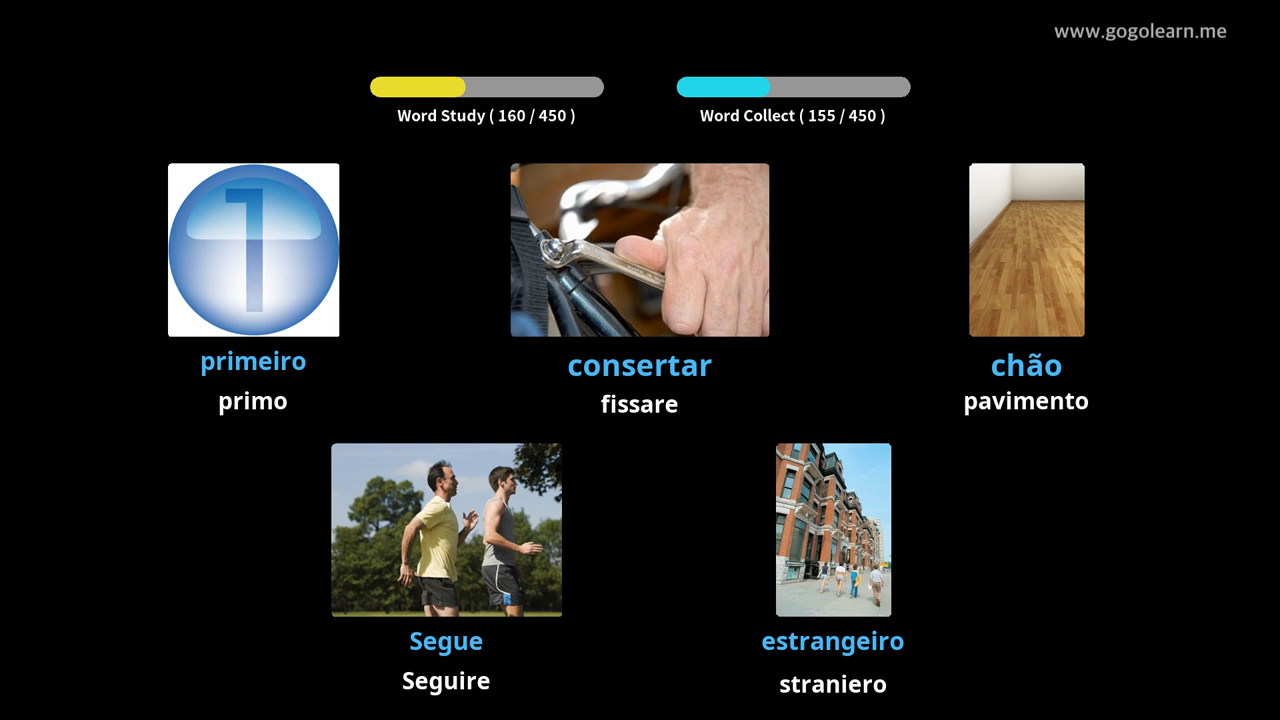 www.gogolearn.me
Word Study ( 160 / 450 )
Word Collect ( 155 / 450 )
1
primeiro
primo
consertar
fissare
chão
pavimento
Segue
Seguire
estrangeiro
straniero